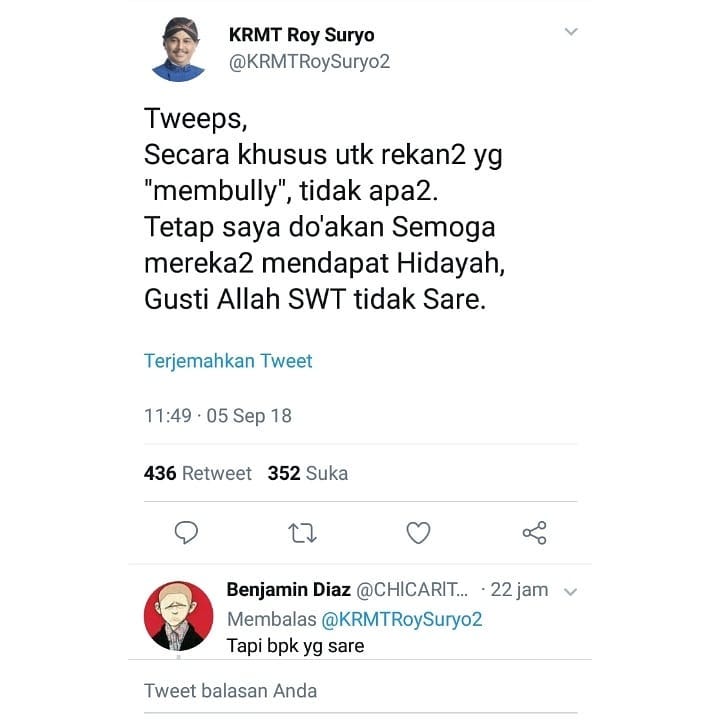 KRMT Roy Suryo
@KRMTRoySuryo2
Tweeps,
Secara khusus utk rekan2 yg
"membully", tidak apa2.
Tetap saya do'akan Semoga
mereka2 mendapat Hidayah,
Gusti Allah SWT tidak Sare.
Terjemahkan Tweet
11:49 · 05 Sep 18
436 Retweet 352 Suka
Benjamin Diaz @CHICARIT... · 22 jam
Membalas @KRMTRoySuryo2
Tapi bpk yg sare
Tweet balasan Anda